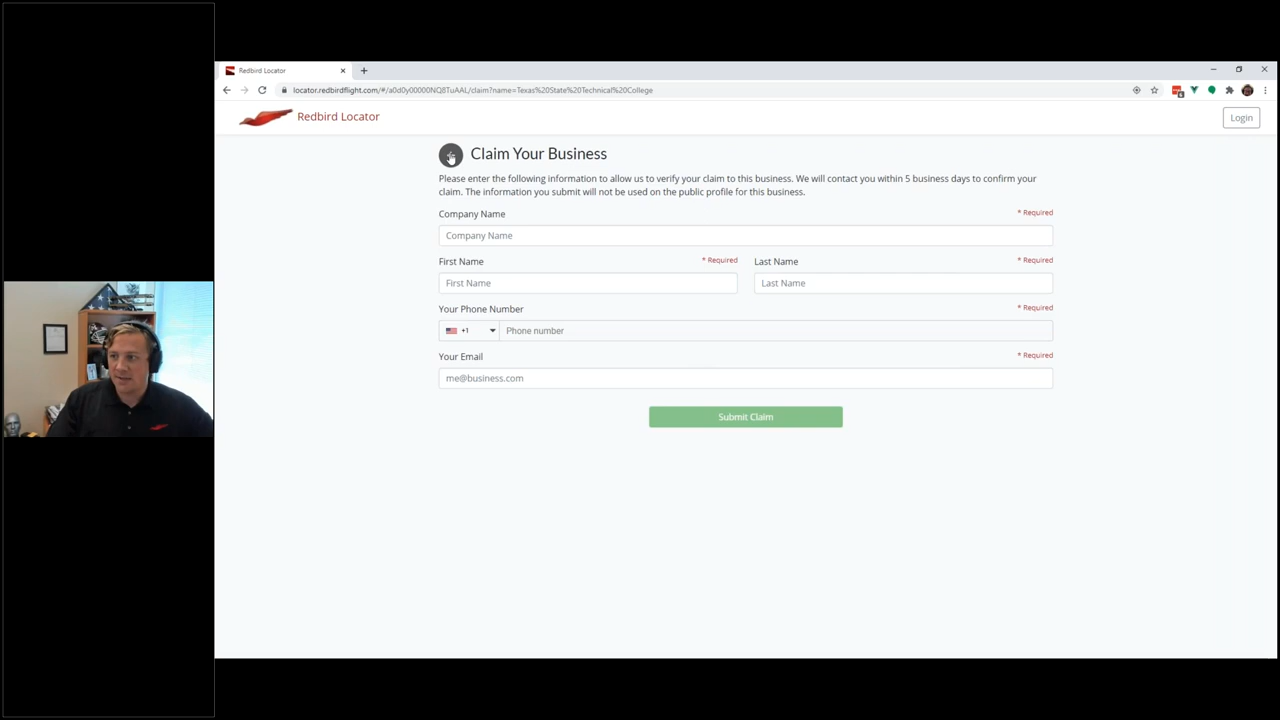 Redbird Locator
locator.redbirdflight.com/#/a0d0y00000NQ8TuAAL/claim?name=Texas%20State%20Technical%20College
Redbird Locator
Login
Claim Your Business
Please enter the following information to allow us to verify your claim to this business. We will contact you within 5 business days to confirm your
claim. The information you submit will not be used on the public profile for this business.
Company Name * Required
Company Name
First Name * Required Last Name * Required
First Name Last Name
Your Phone Number * Required
+1 Phone number
Your Email * Required
me@business.com
Submit Claim